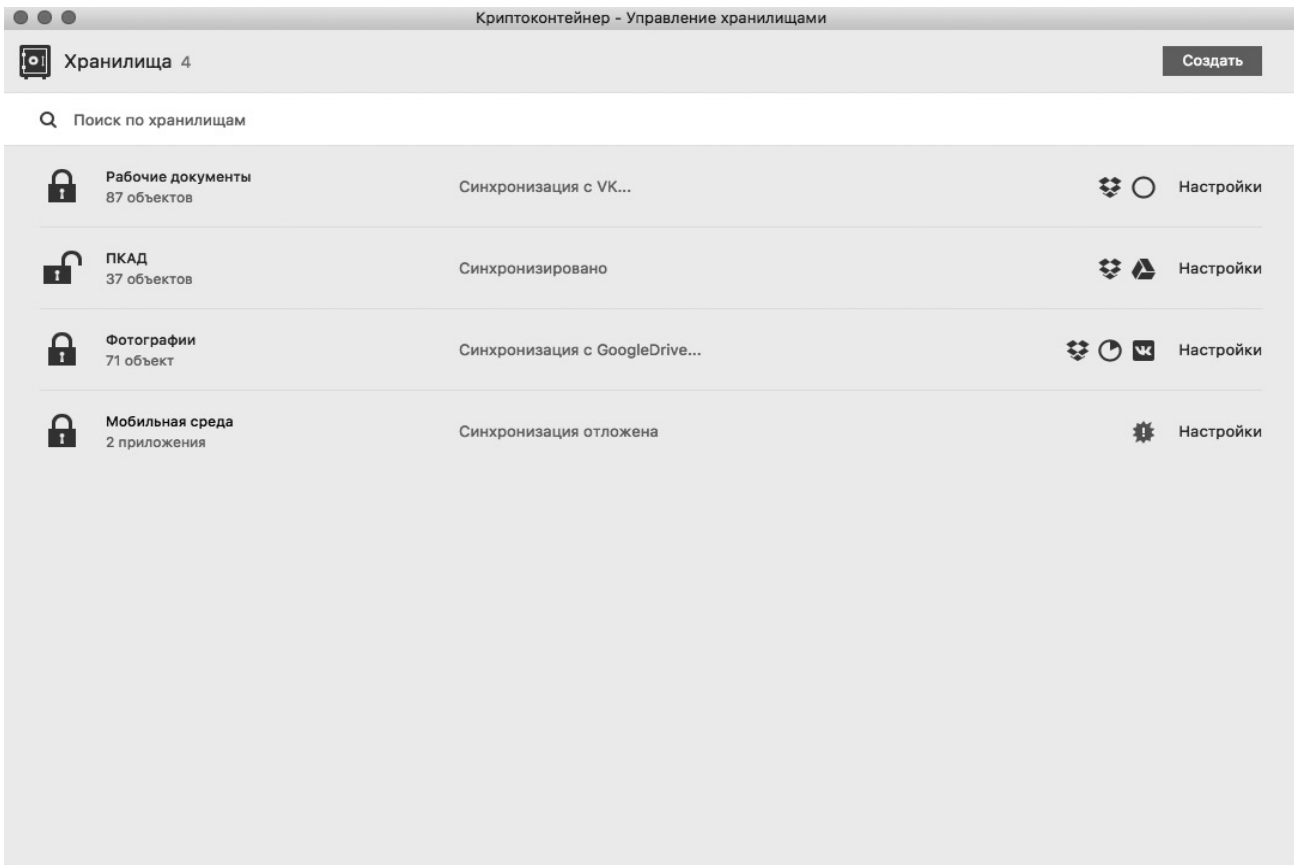 Криптоконтейнер - Управление хранилищами
Хранилища 4
Создать
Поиск по хранилищам
Рабочие документы
87 объектов
Синхронизация с VK...
Настройки
ПКАД
37 объектов
Синхронизировано
Настройки
Фотографии
71 объект
Синхронизация с GoogleDrive...
Настройки
Мобильная среда
2 приложения
Синхронизация отложена
Настройки